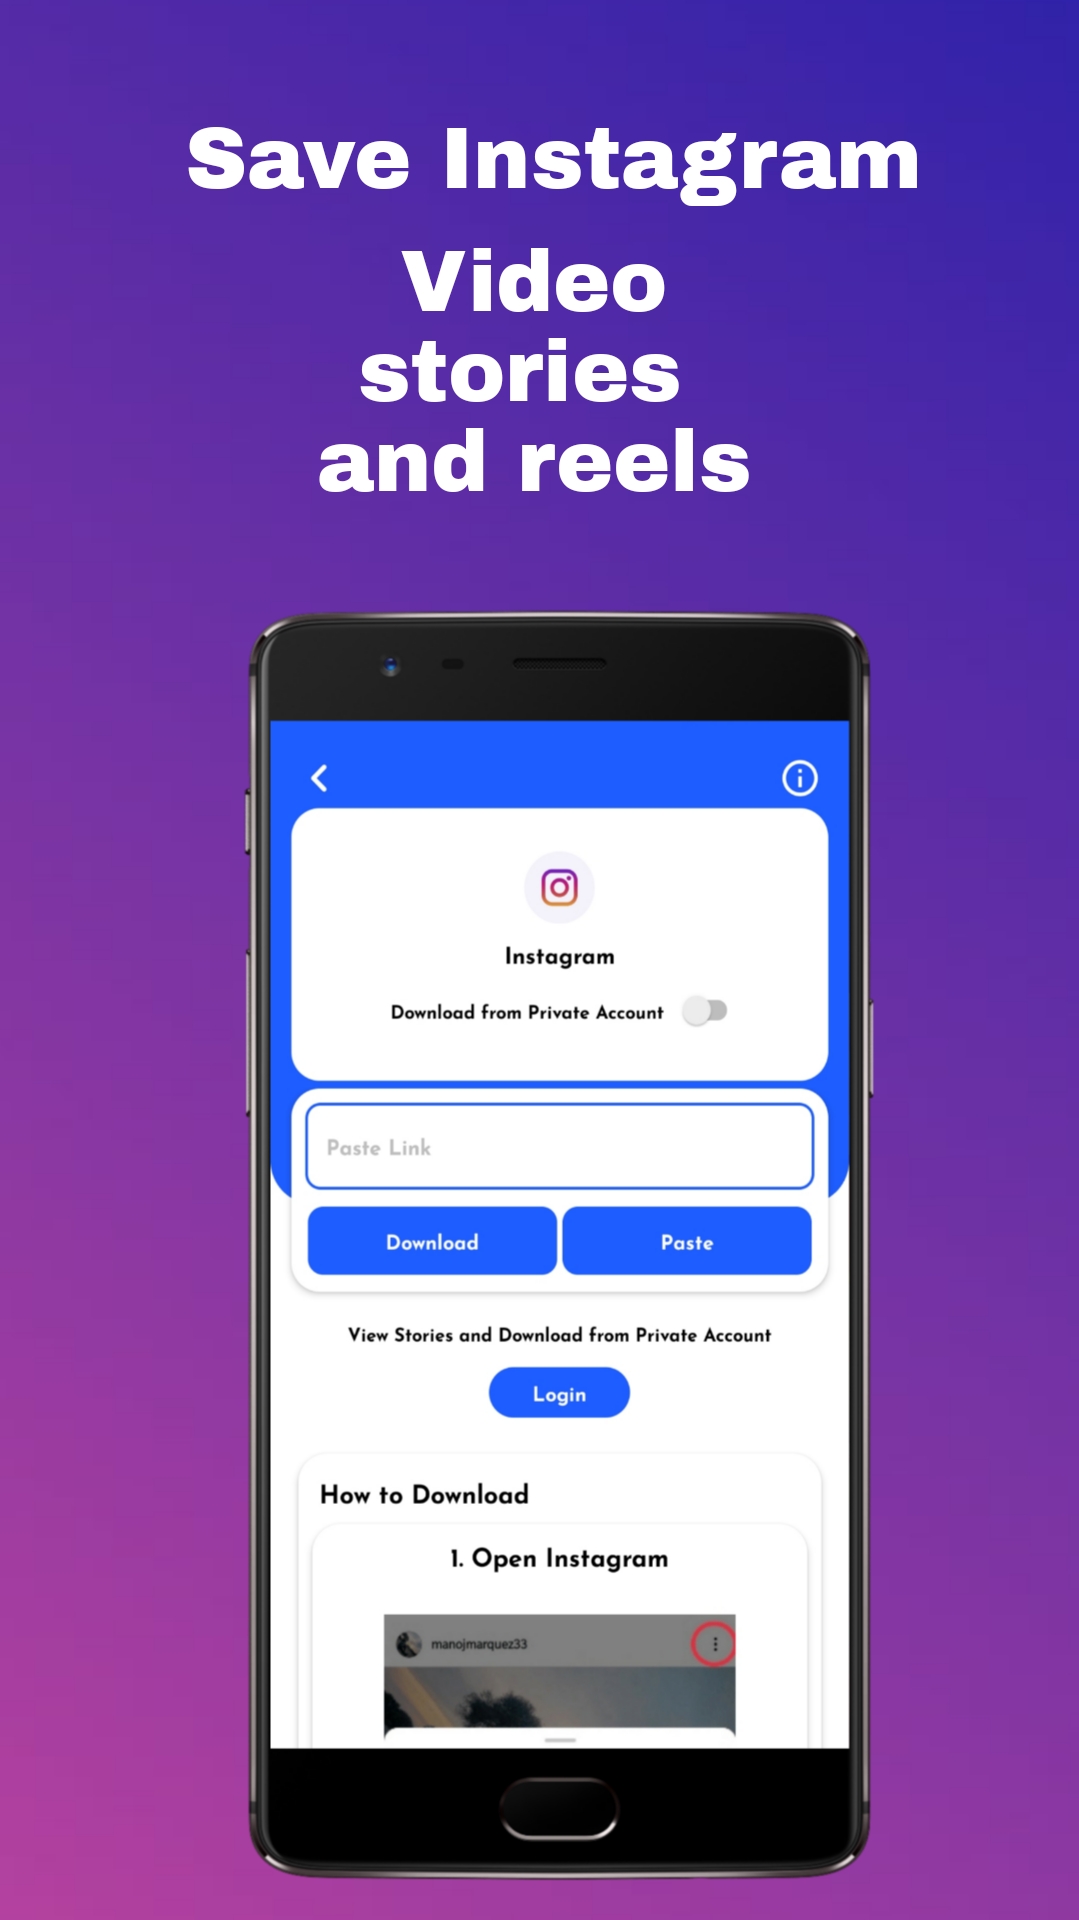 Save Instagram
Video
stories
and reels
Instagram
Download from Private Account
Paste Link
Download
Paste
View Stories and Download from Private Account
Login
How to Download
1. Open Instagram
manojmarquez33